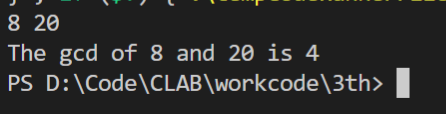 8 20
The gcd of 8 and 20 is 4
PS D:\Code\CLAB\workcode\3th>